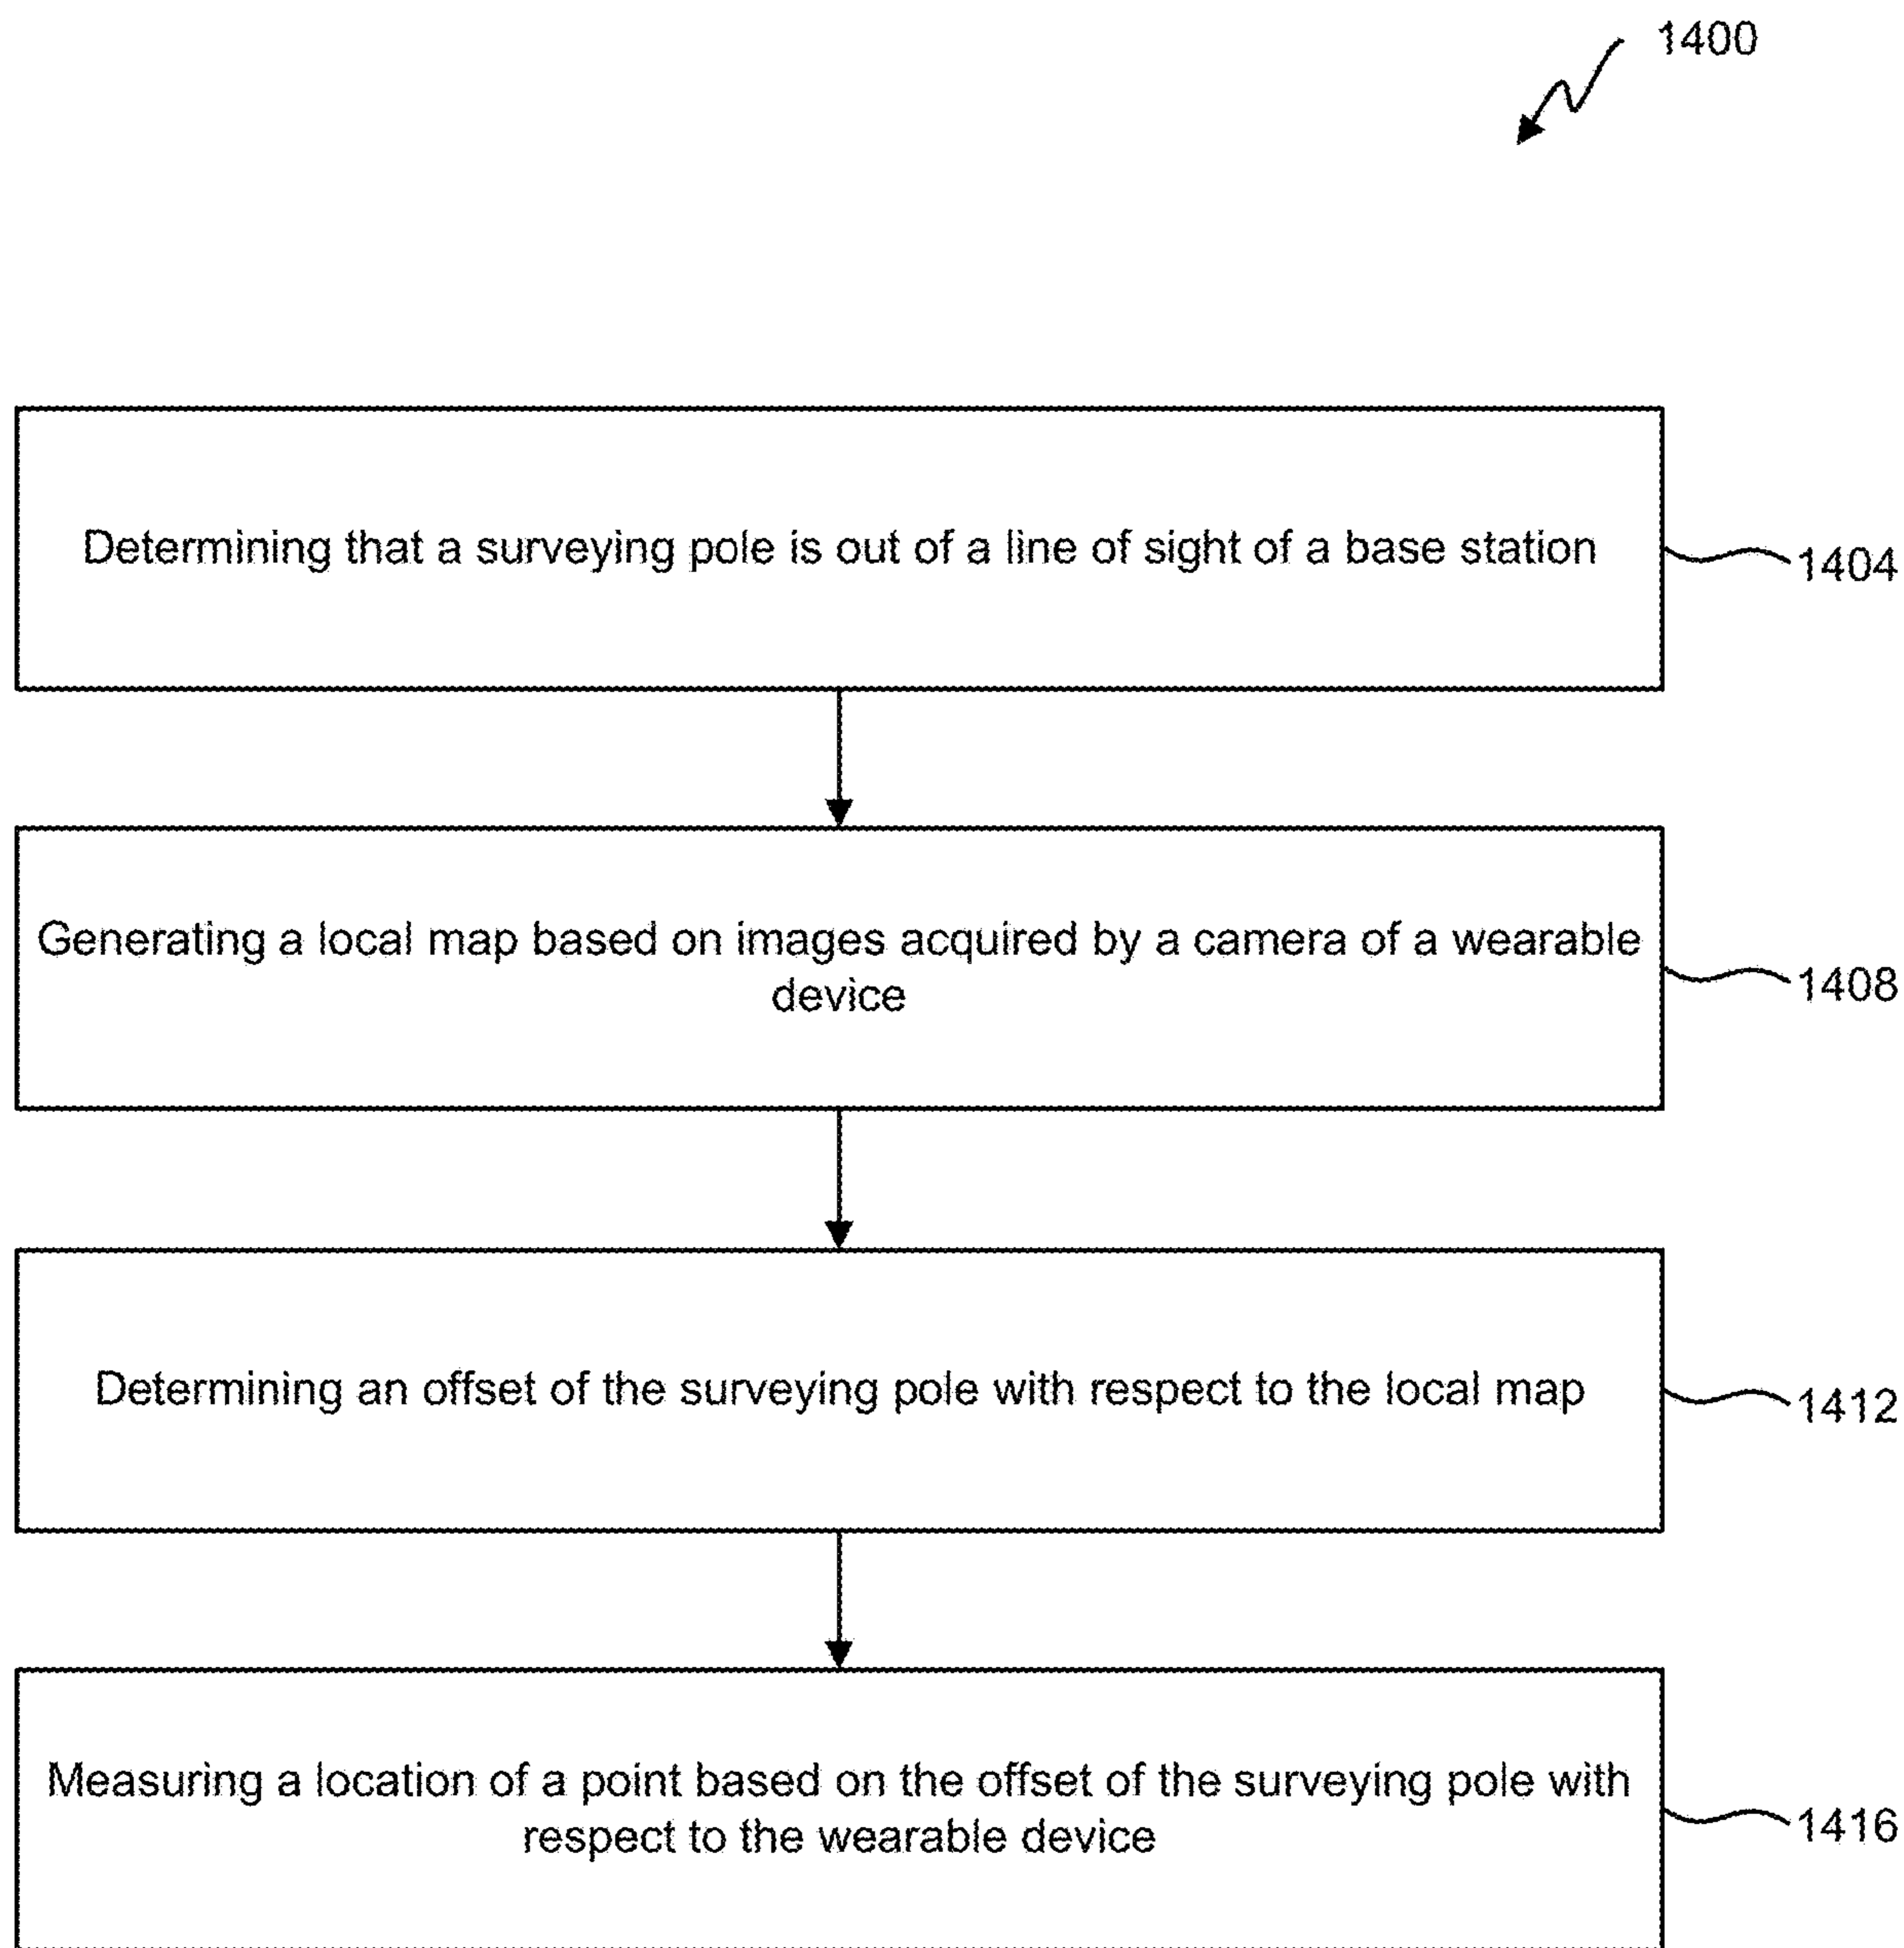 1400
Determining that a surveying pole is out of a line of sight of a base station
1404
Generating a local map based on images acquired by a camera of a wearable
device
1408
Determining an offset of the surveying pole with respect to the local map
1412
Measuring a location of a point based on the offset of the surveying pole with
respect to the wearable device
1416